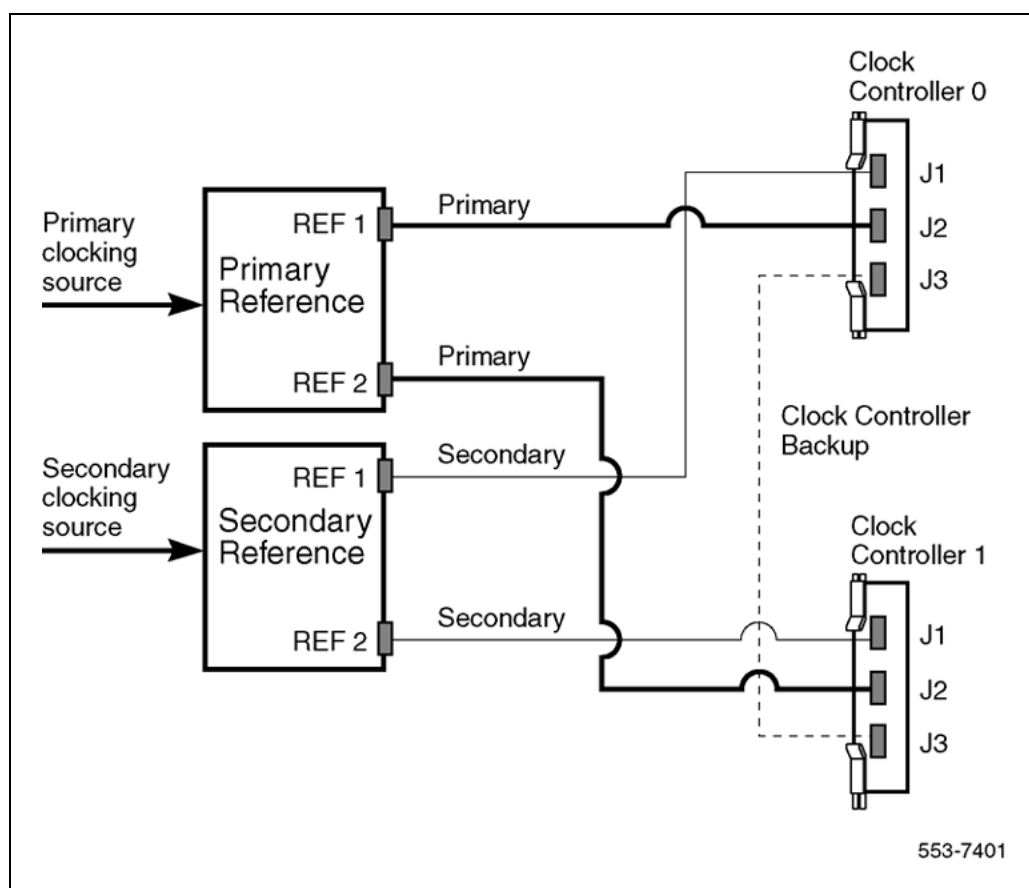 Clock
Controller 0
J1
J2
J3
Primary
clocking
source
REF 1
Primary
Reference
REF 2
Primary
Primary
Clock Controller
Backup
Secondary
clocking
source
REF 1
Secondary
Reference
REF 2
Secondary
Secondary
Clock
Controller 1
J1
J2
J3
553-7401